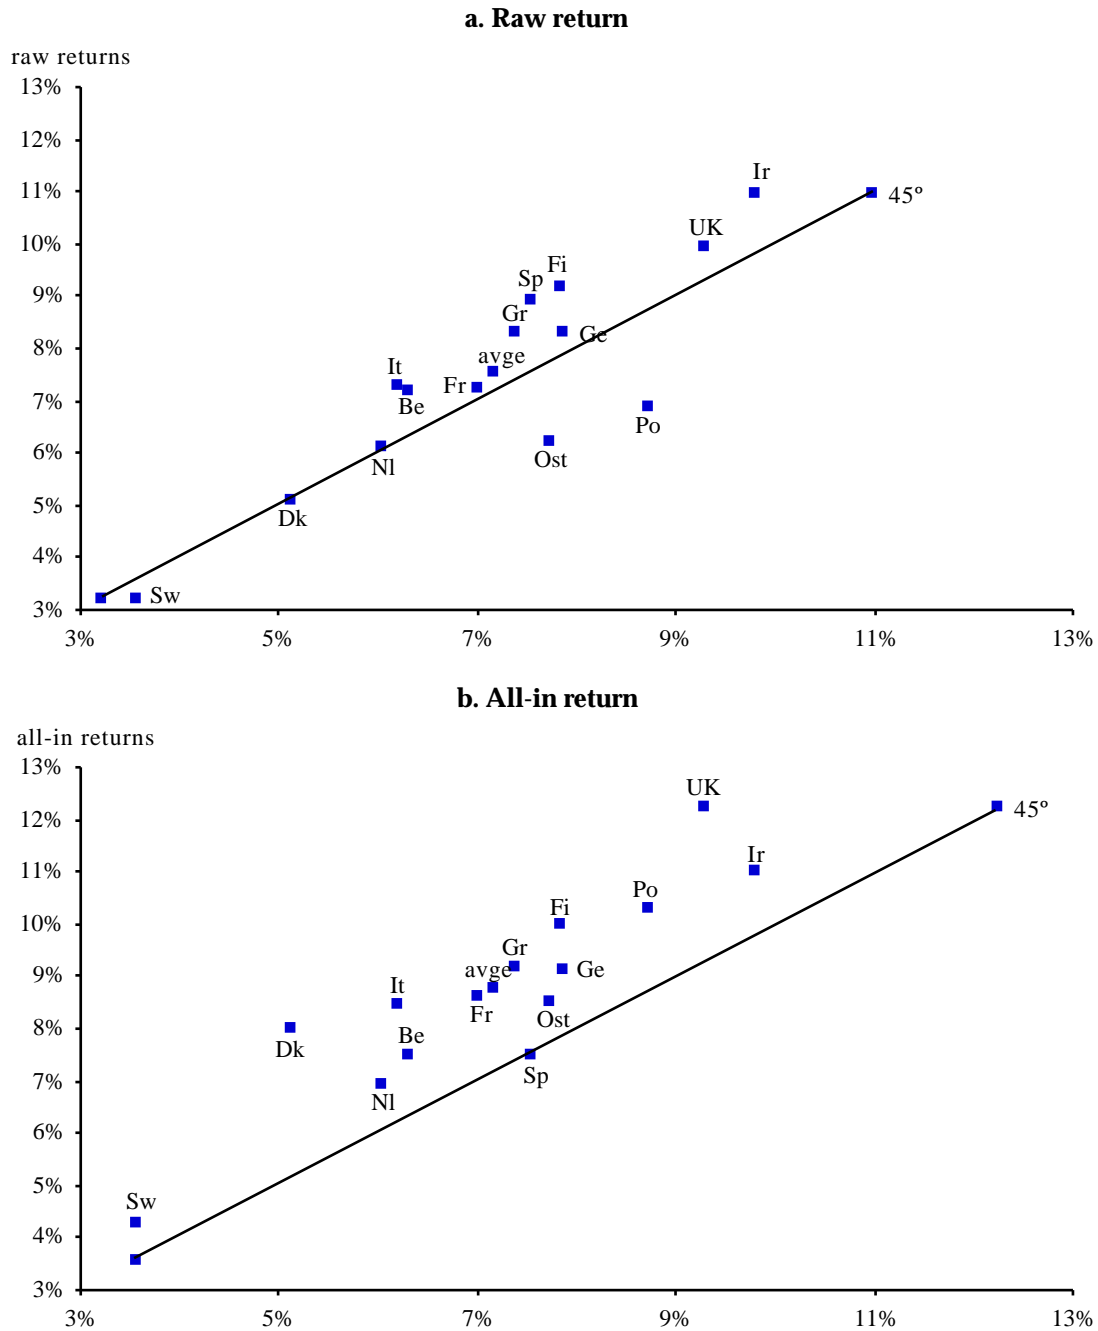 a. Raw return
raw returns
13%
12%
Ir
11%
45º
UK
10%
Fi
Sp
9%
Gr
Ge
8%
avge
It
Fr
7%
Be
Po
6%
Nl
Ost
5%
Dk
4%
Sw
3%
3% 5% 7% 9% 11% 13%
b. All-in return
all-in returns
13%
UK
12%
45º
11%
Ir
Po
10%
Fi
Gr
9%
avge
Ge
It
Fr
Ost
8%
Be
Dk
Sp
7%
Nl
6%
5%
Sw
4%
3%
3% 5% 7% 9% 11% 13%